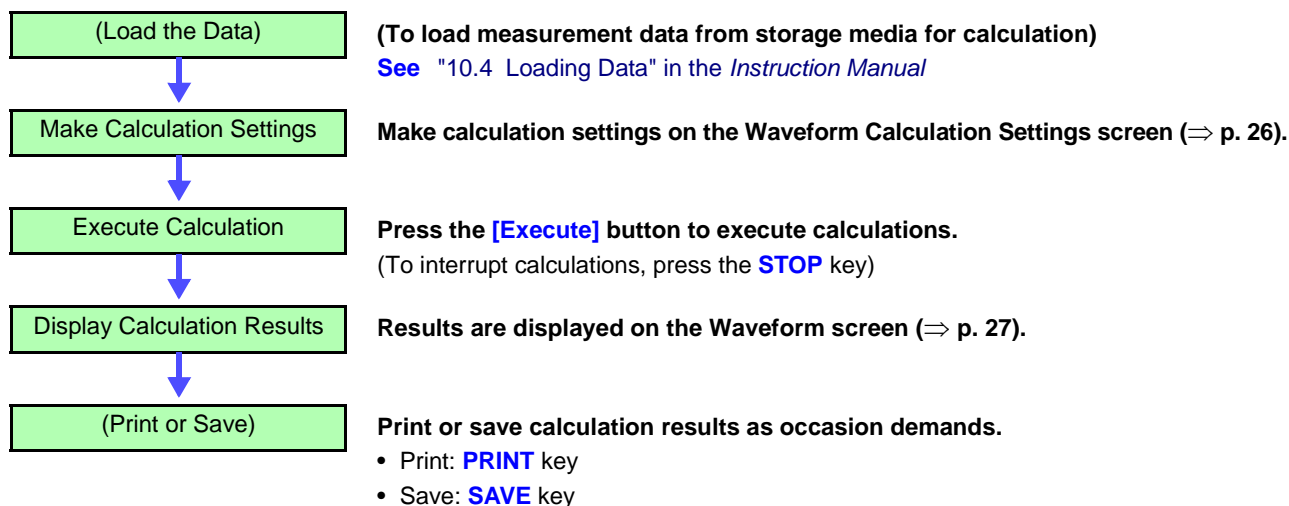 (Load the Data)
(To load measurement data from storage media for calculation)
See "10.4 Loading Data" in the Instruction Manual
Make Calculation Settings
Make calculation settings on the Waveform Calculation Settings screen (⇒ p. 26).
Execute Calculation
Press the [Execute] button to execute calculations.
(To interrupt calculations, press the STOP key)
Display Calculation Results
Results are displayed on the Waveform screen (⇒ p. 27).
(Print or Save)
Print or save calculation results as occasion demands.
• Print: PRINT key
• Save: SAVE key